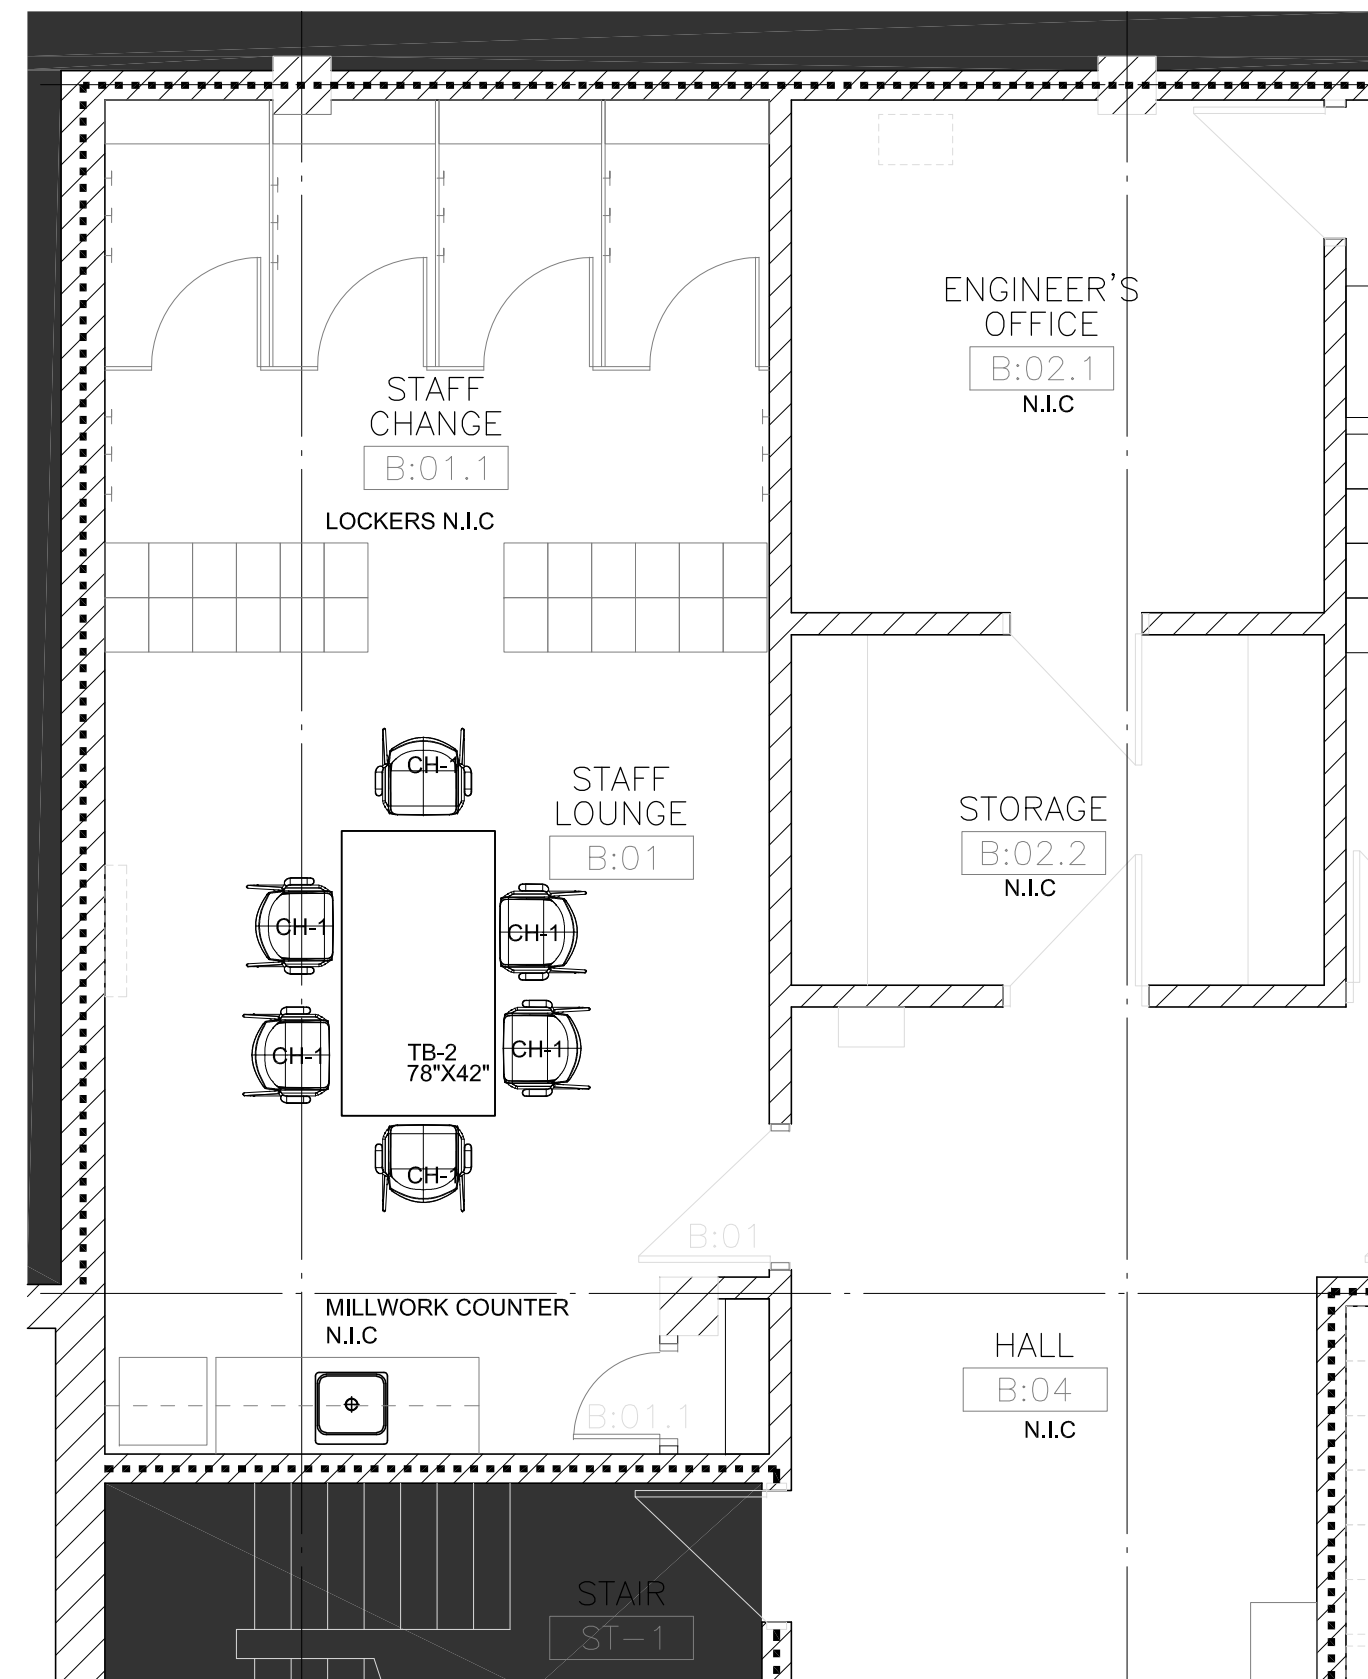 ENGINEER'S
OFFICE
B:02.1
N.I.C
STAFF
CHANGE
B:01.1
LOCKERS N.I.C
CH-1
STAFF
LOUNGE
B:01
STORAGE
B:02.2
N.I.C
CH-1
CH-1
CH-1
CH-1
TB-2
78"X42"
CH-1
B:01
MILLWORK COUNTER
N.I.C
HALL
B:04
N.I.C
B:01.1
STAIR
ST-1